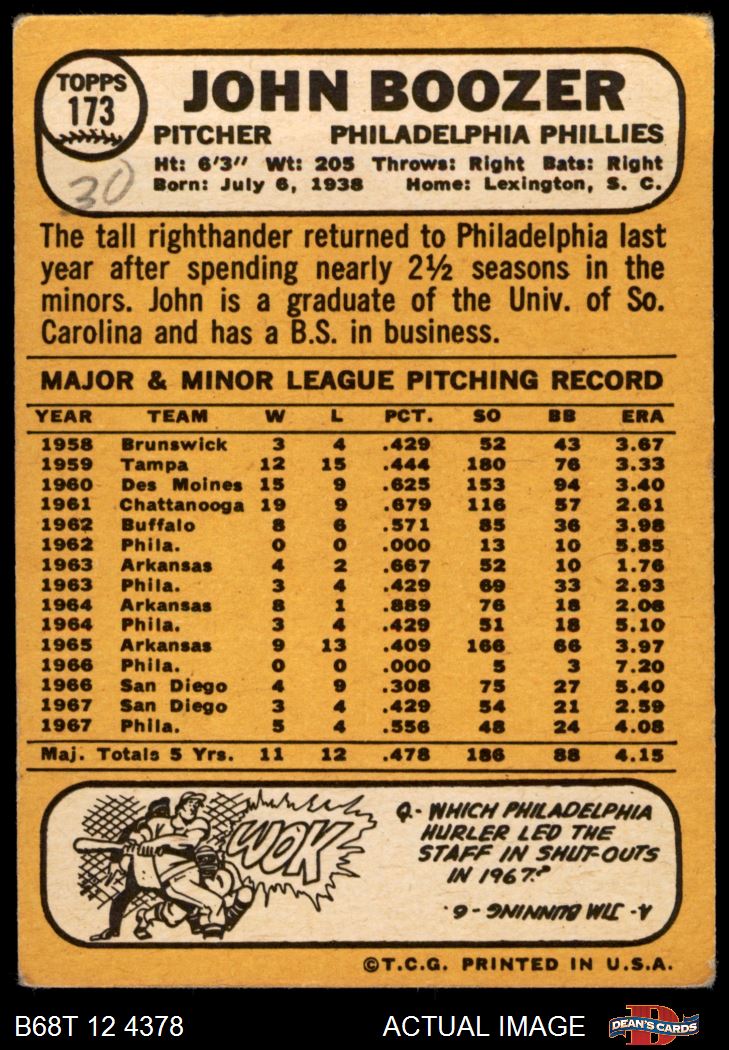 TOPPS
173
JOHN BOOZER
PITCHER PHILADELPHIA PHILLIES
Ht: 6'3" Wt: 205 Throws: Right Bats: Right
Born: July 6, 1938 Home: Lexington, S. C.
30
The tall righthander returned to Philadelphia last
year after spending nearly 2½ seasons in the
minors. John is a graduate of the Univ. of So.
Carolina and has a B.S. in business.
MAJOR & MINOR LEAGUE PITCHING RECORD
YEAR TEAM W L PCT. SO BB ERA
1958 Brunswick 3 4 .429 52 43 3.67
1959 Tampa 12 15 .444 180 76 3.33
1960 Des Moines 15 9 .625 153 94 3.40
1961 Chattanooga 19 9 .679 116 57 2.61
1962 Buffalo 8 6 .571 85 36 3.98
1962 Phila. 0 0 .000 13 10 5.85
1963 Arkansas 4 2 .667 52 10 1.76
1963 Phila. 3 4 .429 69 33 2.93
1964 Arkansas 8 1 .889 76 18 2.08
1964 Phila. 3 4 .429 51 18 5.10
1965 Arkansas 9 13 .409 166 66 3.97
1966 Phila. 0 0 .000 5 3 7.20
1966 San Diego 4 9 .308 75 27 5.40
1967 San Diego 3 4 .429 54 21 2.59
1967 Phila. 5 4 .556 48 24 4.08
Maj. Totals 5 Yrs. 11 12 .478 186 88 4.15
WOK
Q- WHICH PHILADELPHIA
HURLER LED THE
STAFF IN SHUT-OUTS
IN 1967?
A- JIM BUNNING - 6.
©T.C.G. PRINTED IN U.S.A.
B68T 12 4378 ACTUAL IMAGE
D
DEAN'S CARDS